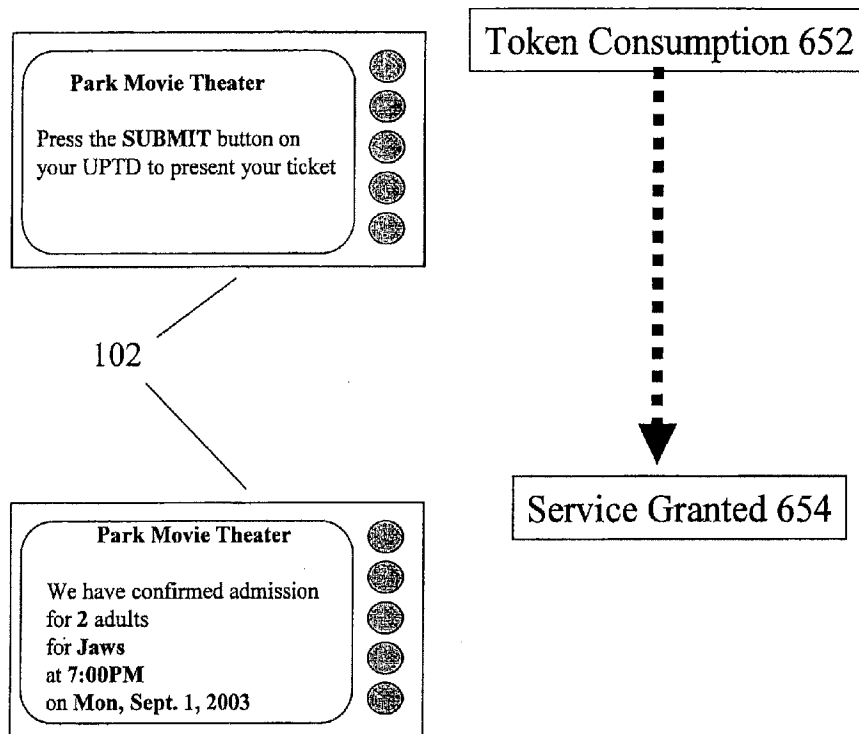 Park Movie Theater
Press the SUBMIT button on
your UPTD to present your ticket
Token Consumption 652
102
Service Granted 654
Park Movie Theater
We have confirmed admission
for 2 adults
for Jaws
at 7:00PM
on Mon, Sept. 1, 2003